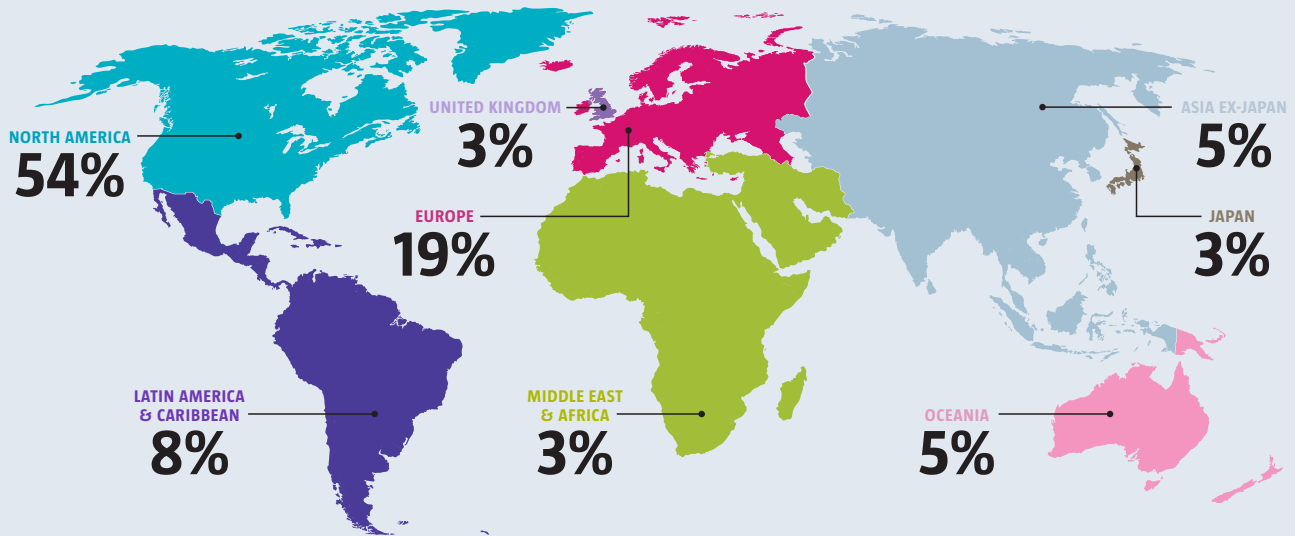 NORTH AMERICA
54%
UNITED KINGDOM
3%
EUROPE
19%
ASIA EX-JAPAN
5%
JAPAN
3%
LATIN AMERICA
& CARIBBEAN
8%
MIDDLE EAST
& AFRICA
3%
OCEANIA
5%